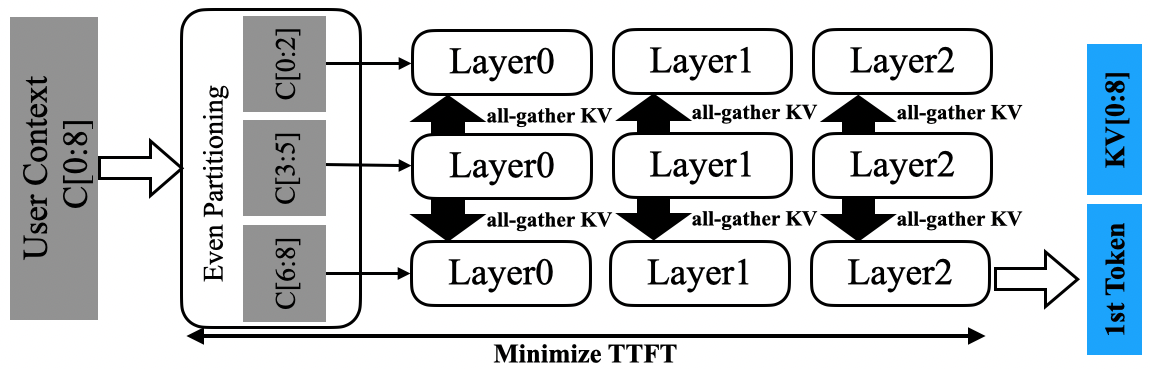 User Context
C[0:8]
Even Partitioning
C[0:2]
C[3:5]
C[6:8]
Layer0
Layer1
Layer2
all-gather KV
all-gather KV
all-gather KV
Layer0
Layer1
Layer2
all-gather KV
all-gather KV
all-gather KV
Layer0
Layer1
Layer2
KV[0:8]
1st Token
Minimize TTFT